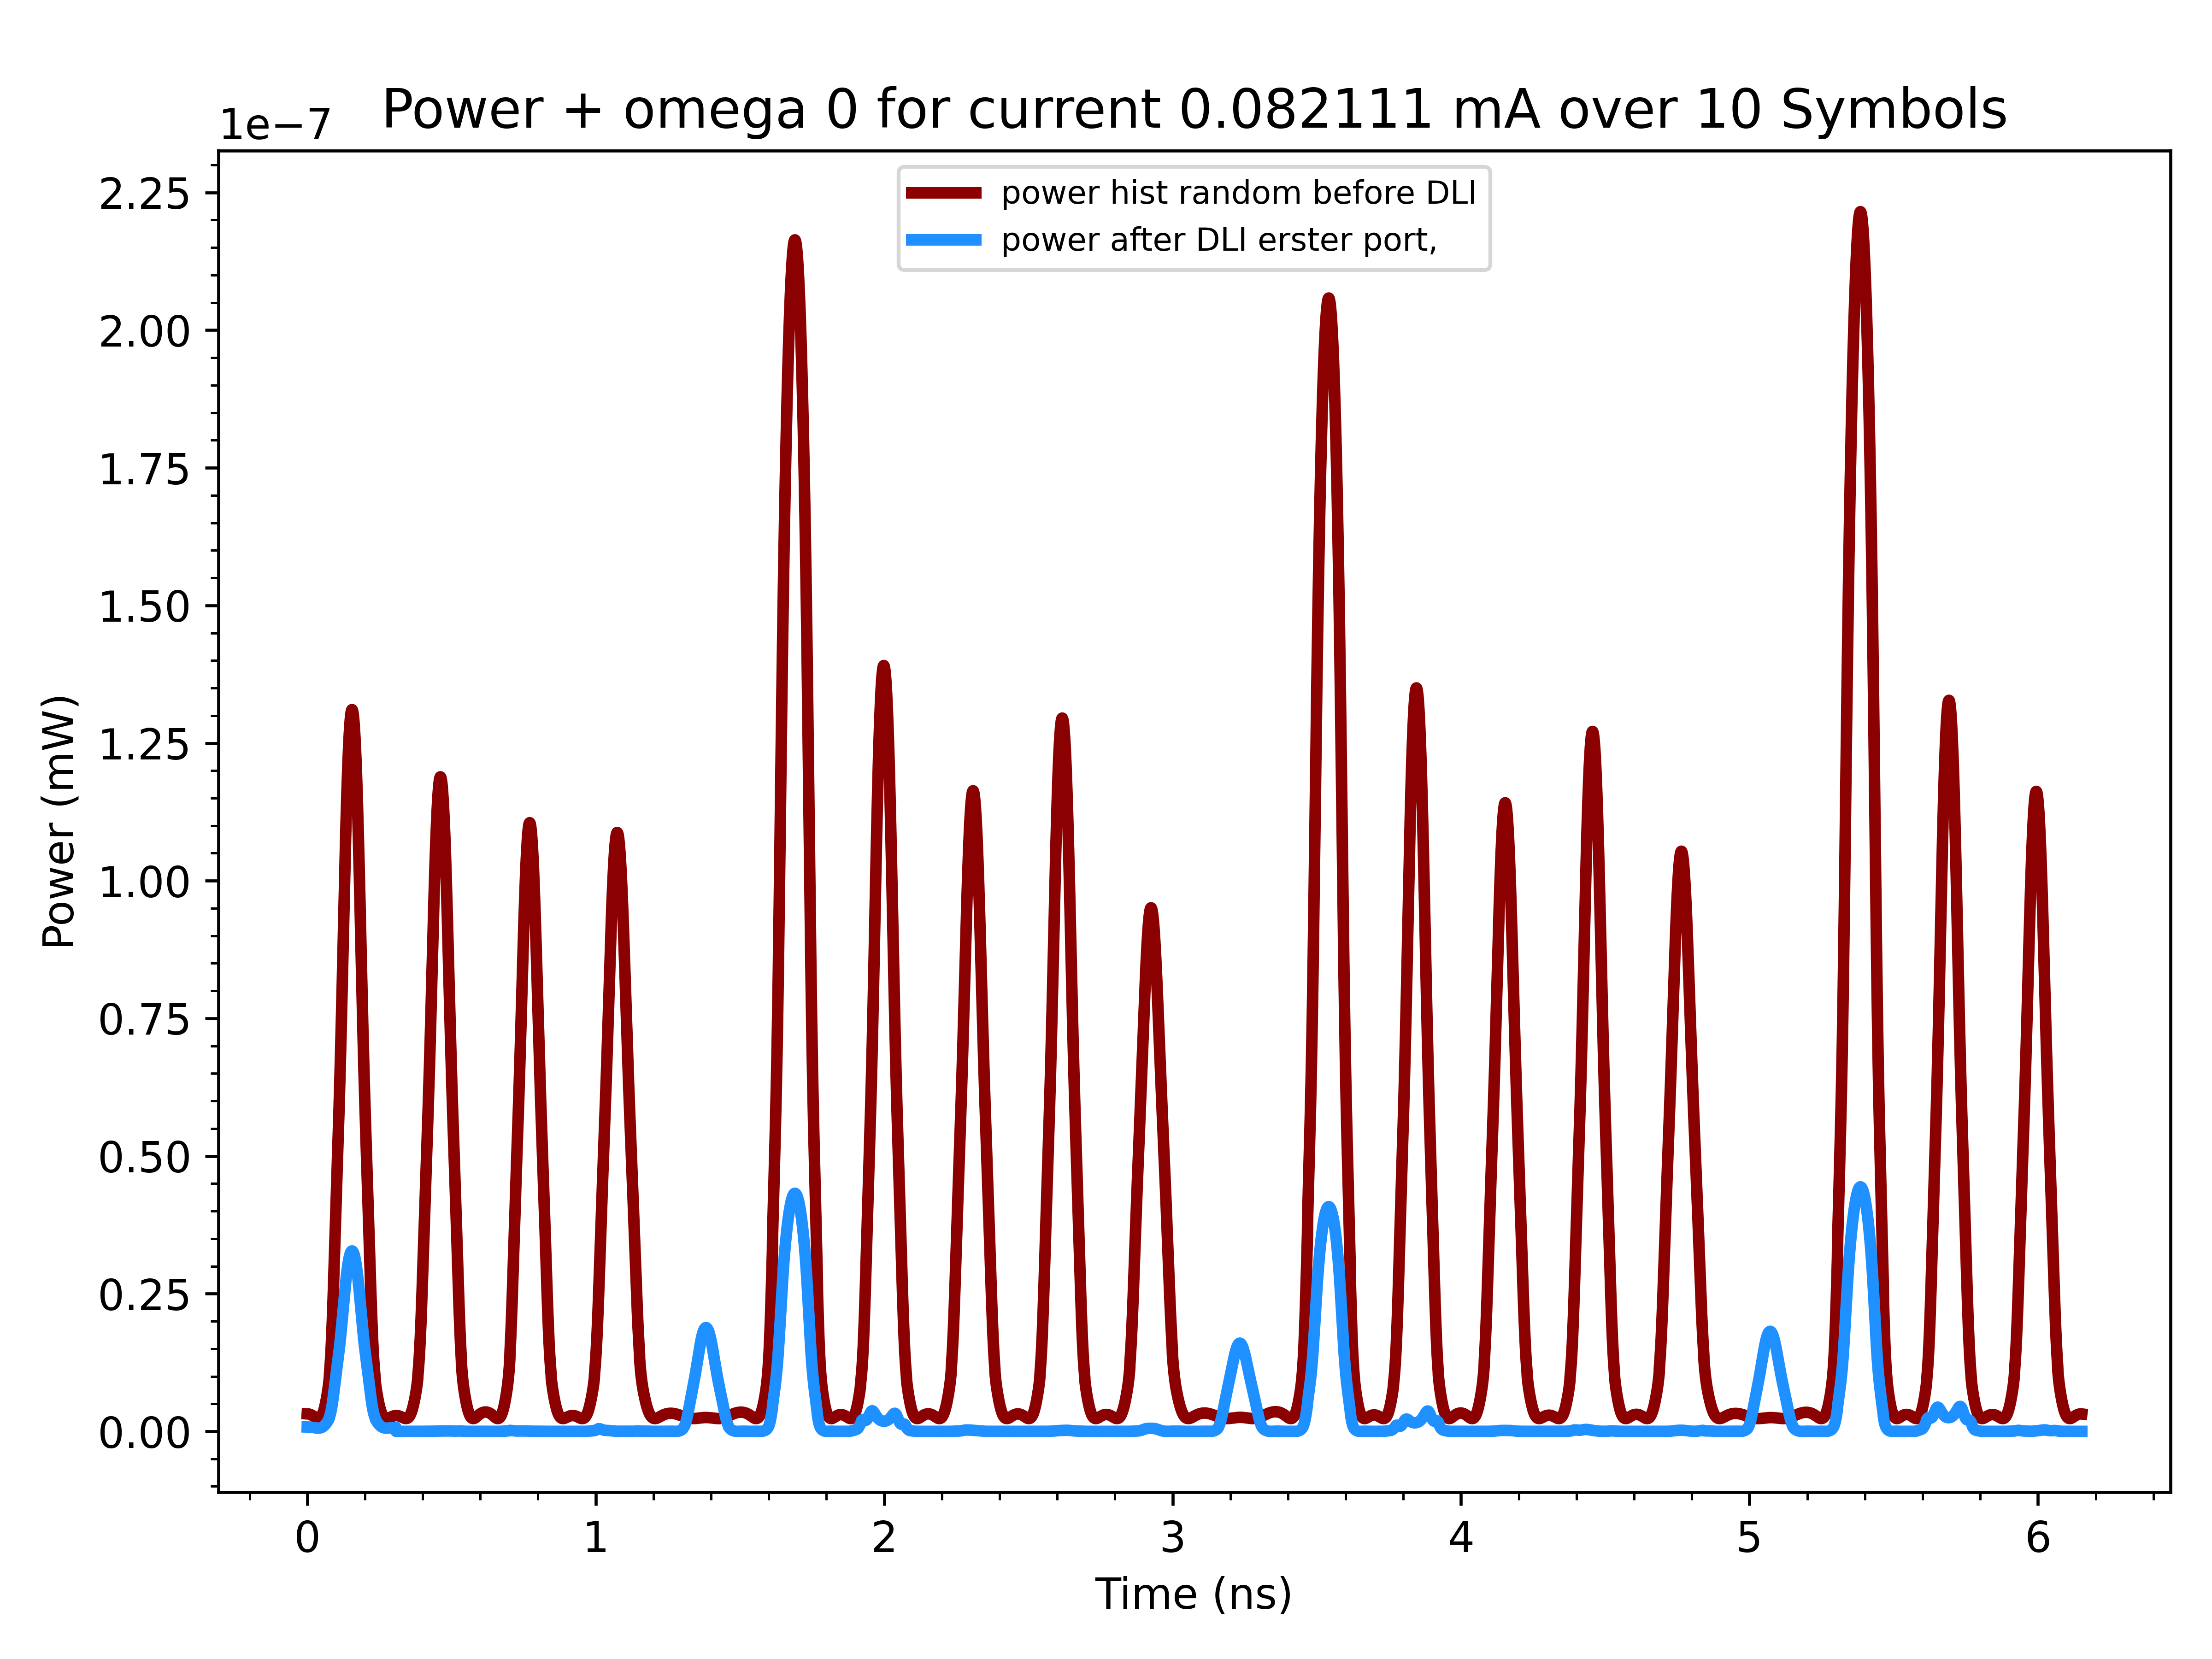 1e−7
Power + omega 0 for current 0.082111 mA over 10 Symbols
power hist random before DLI
power after DLI erster port,
2.25
2.00
1.75
1.50
1.25
1.00
0.75
0.50
0.25
0.00
Power (mW)
0 1 2 3 4 5 6
Time (ns)